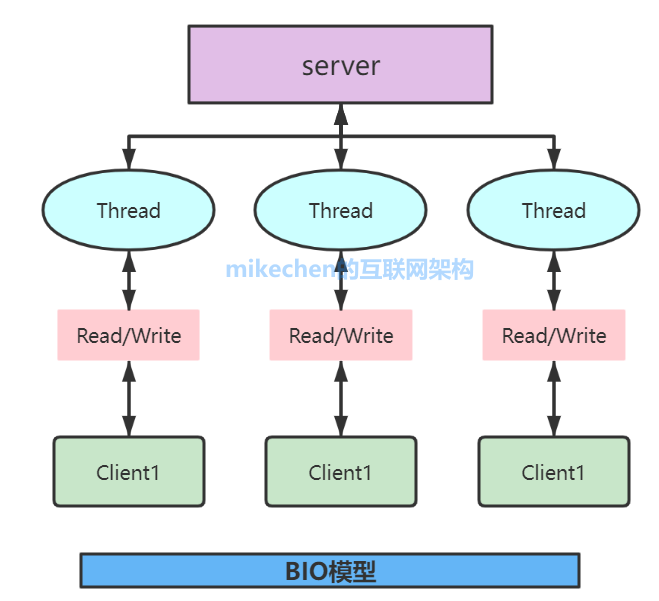 server
Thread
Thread
Thread
mikechen的互联网架构
Read/Write
Read/Write
Read/Write
Client1
Client1
Client1
BIO模型